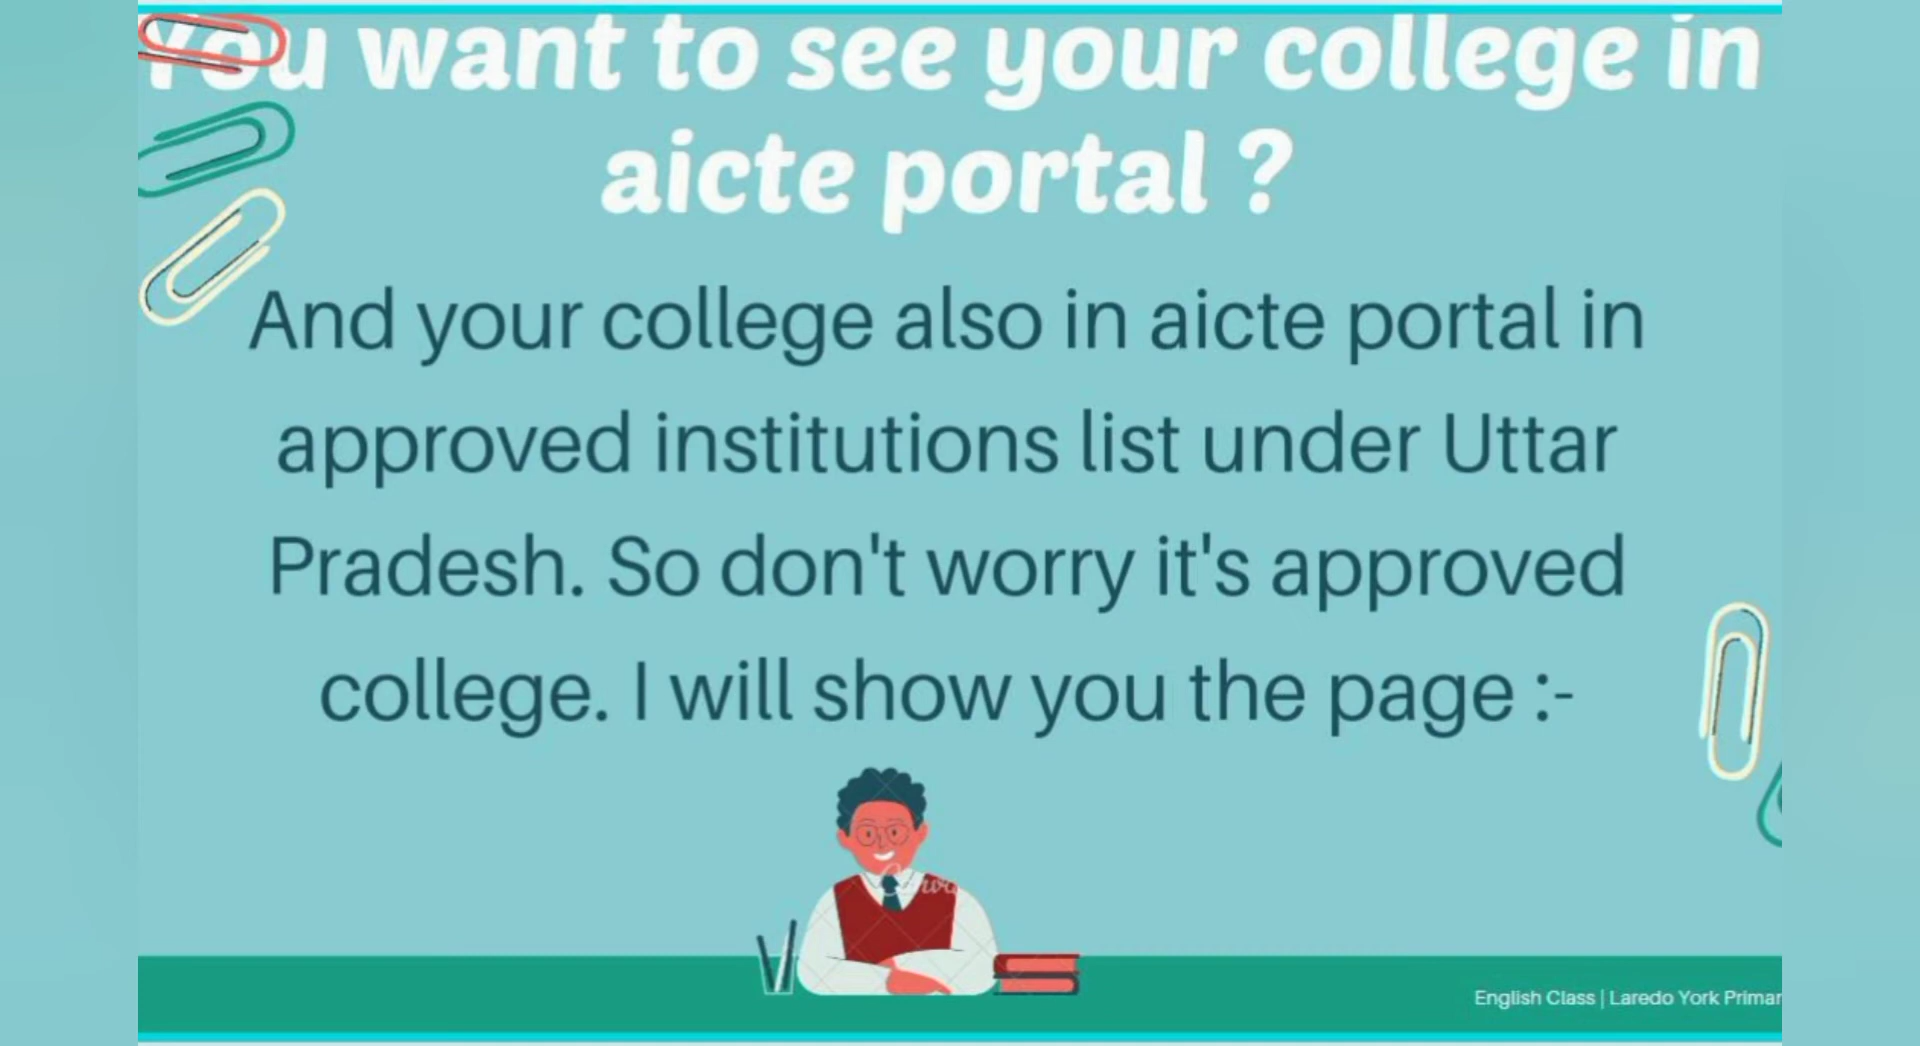 You want to see your college in
aicte portal ?
And your college also in aicte portal in
approved institutions list under Uttar
Pradesh. So don't worry it's approved
college. I will show you the page :-
Canva
English Class | Laredo York Primar